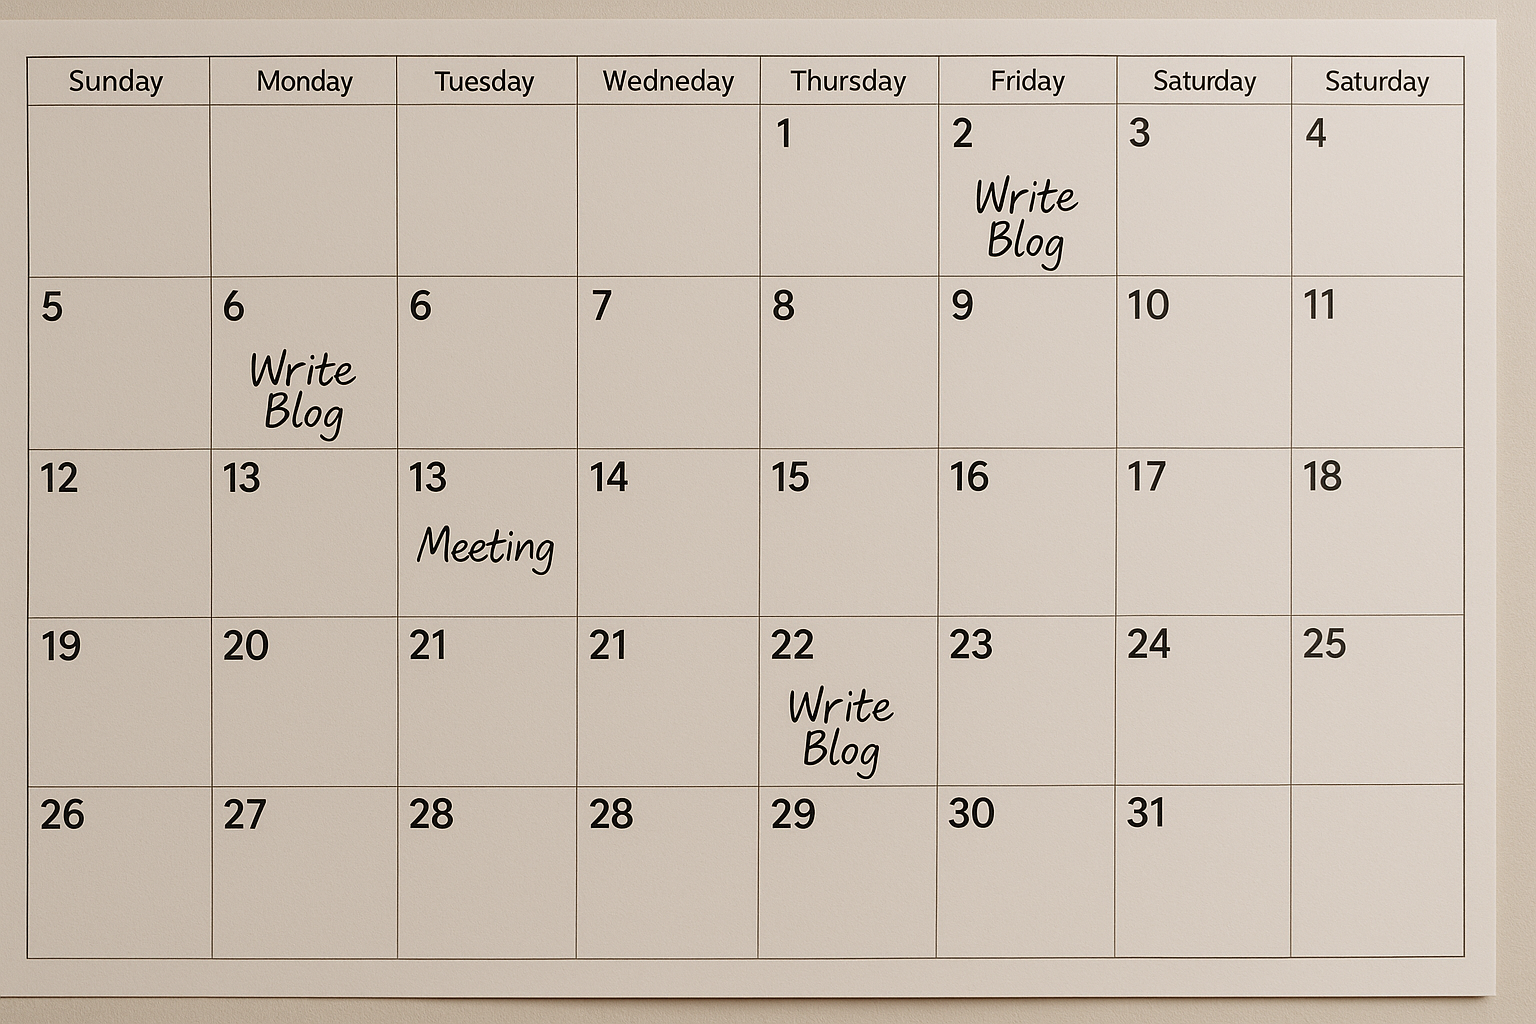 Sunday Monday Tuesday Wedneday Thursday Friday Saturday Saturday
1 2 3 4
Write
Blog
5 6 6 7 8 9 10 11
Write
Blog
12 13 13 14 15 16 17 18
Meeting
19 20 21 21 22 23 24 25
Write
Blog
26 27 28 28 29 30 31